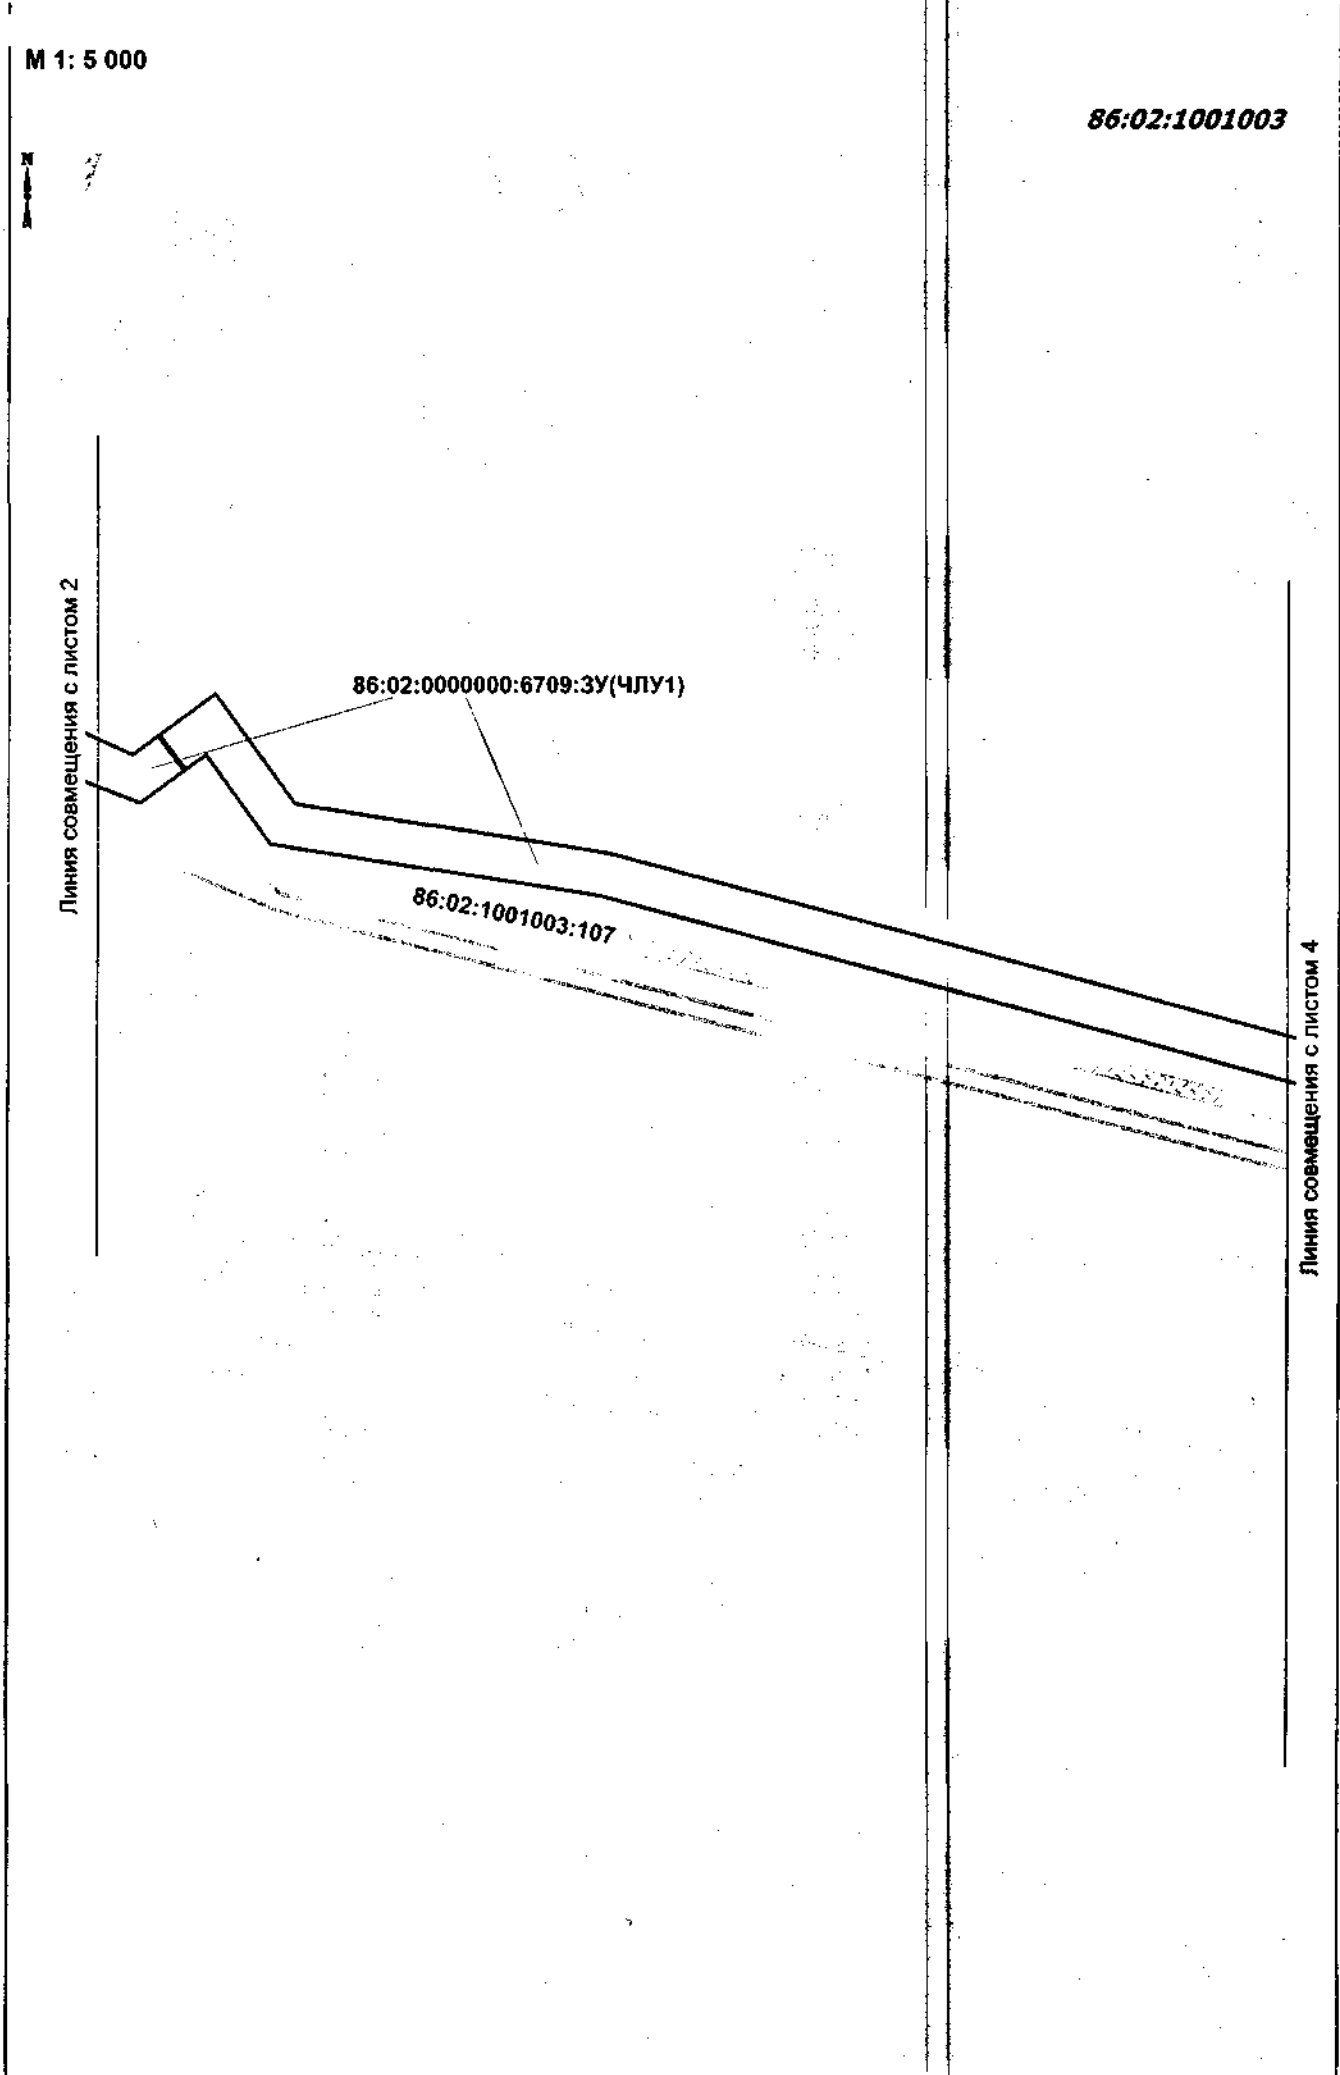 М 1: 5 000
86:02:1001003
N
Линия совмещения с листом 2
86:02:0000000:6709:ЗУ(ЧЛУ1)
86:02:1001003:107
Линия совмещения с листом 4